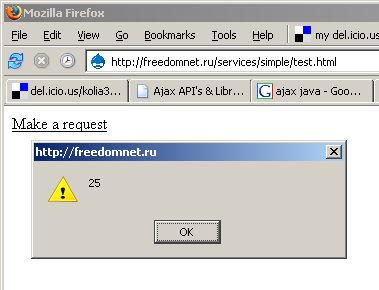 Mozilla Firefox
File Edit View Go Bookmarks Tools Help my del.icio.us
http://freedomnet.ru/services/simple/test.html
del.icio.us/kolia3... Ajax API's & Libr... G ajax java - Goo...
Make a request
http://freedomnet.ru
25
OK